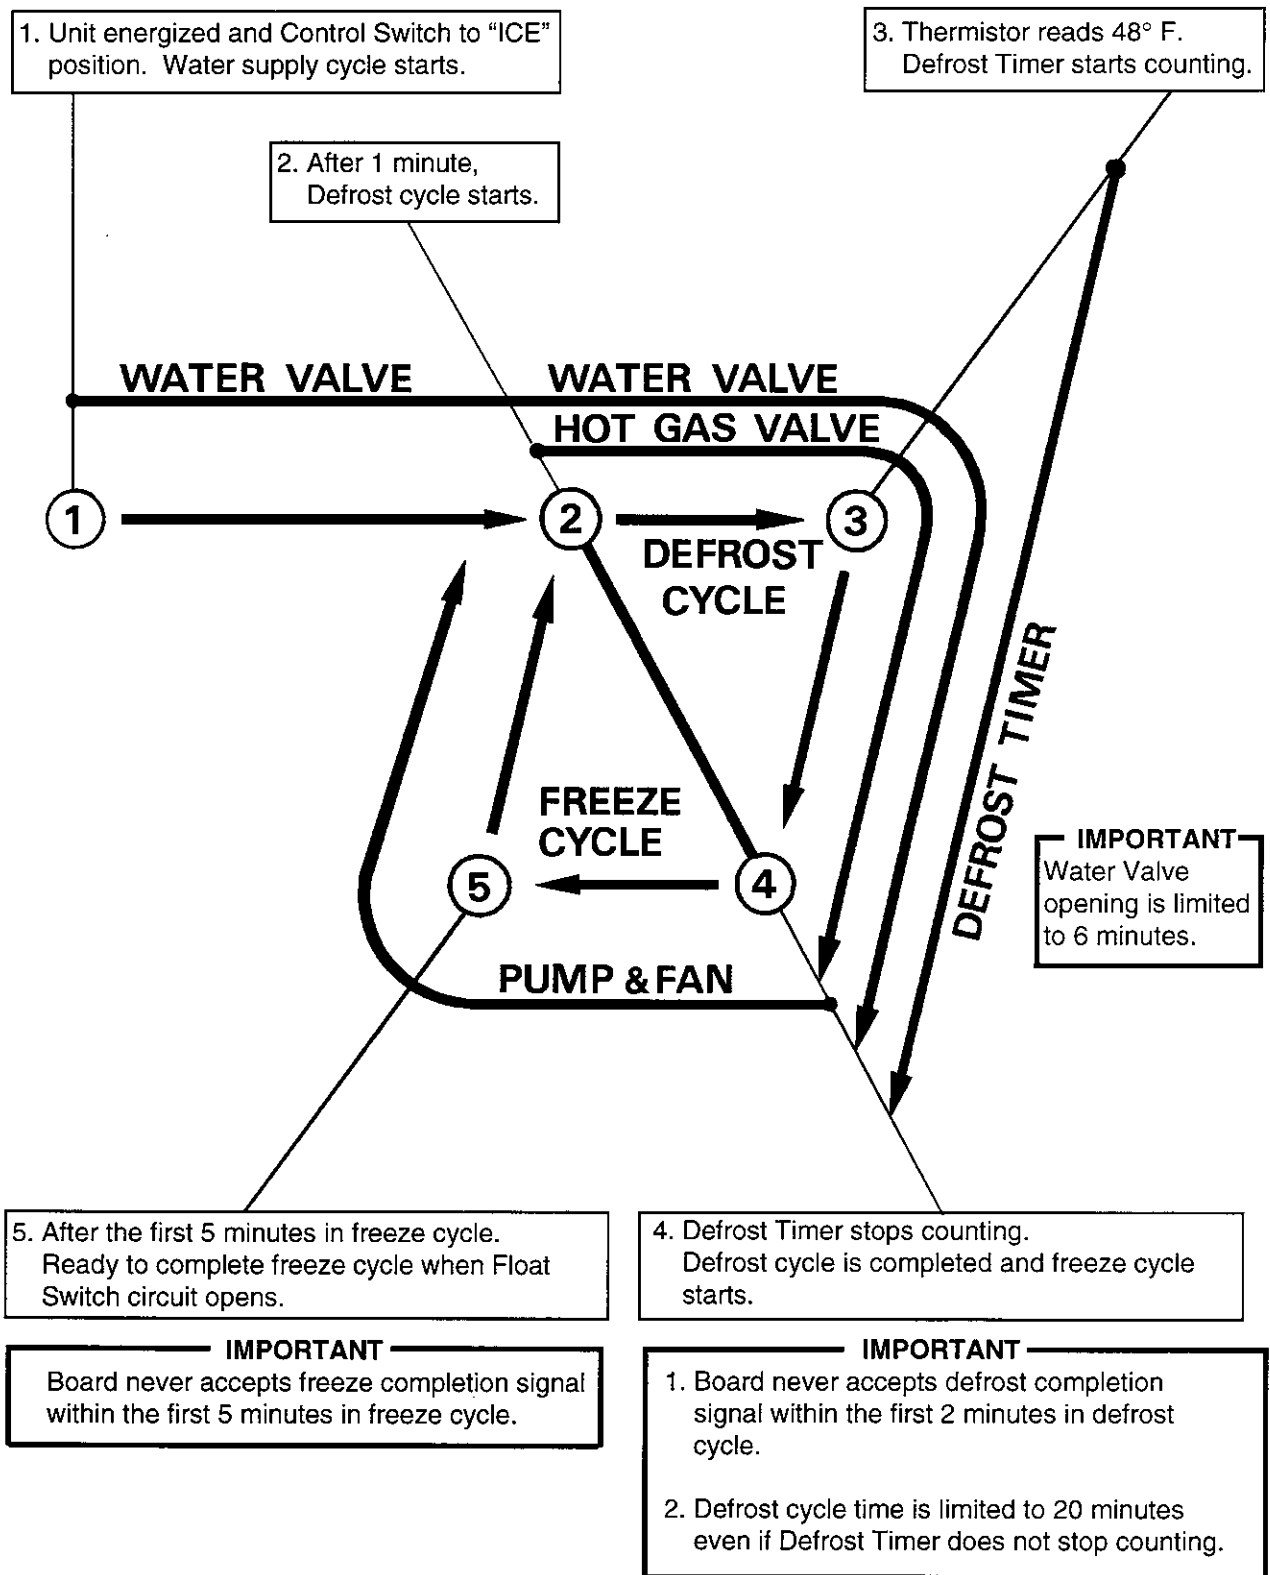 1. Unit energized and Control Switch to “ICE”
position.  Water supply cycle starts.
3. Thermistor reads 48° F.
Defrost Timer starts counting.
2. After 1 minute,
Defrost cycle starts.
WATER VALVE
WATER VALVE
HOT GAS VALVE
1
2
3
DEFROST
CYCLE
DEFROST TIMER
FREEZE
CYCLE
5
4
PUMP & FAN
IMPORTANT
Water Valve
opening is limited
to 6 minutes.
5. After the first 5 minutes in freeze cycle.
Ready to complete freeze cycle when Float
Switch circuit opens.
4. Defrost Timer stops counting.
Defrost cycle is completed and freeze cycle
starts.
IMPORTANT
Board never accepts freeze completion signal
within the first 5 minutes in freeze cycle.
IMPORTANT
1. Board never accepts defrost completion
signal within the first 2 minutes in defrost
cycle.
2. Defrost cycle time is limited to 20 minutes
even if Defrost Timer does not stop counting.